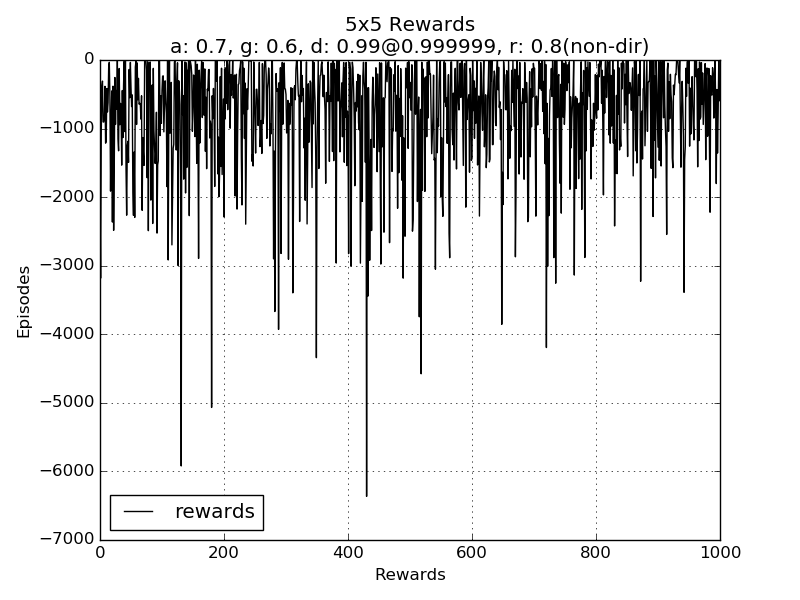 5x5 Rewards
a: 0.7, g: 0.6, d: 0.99@0.999999, r: 0.8(non-dir)
0
−1000
−2000
−3000
−4000
−5000
−6000
−7000
Episodes
rewards
0 200 400 600 800 1000
Rewards